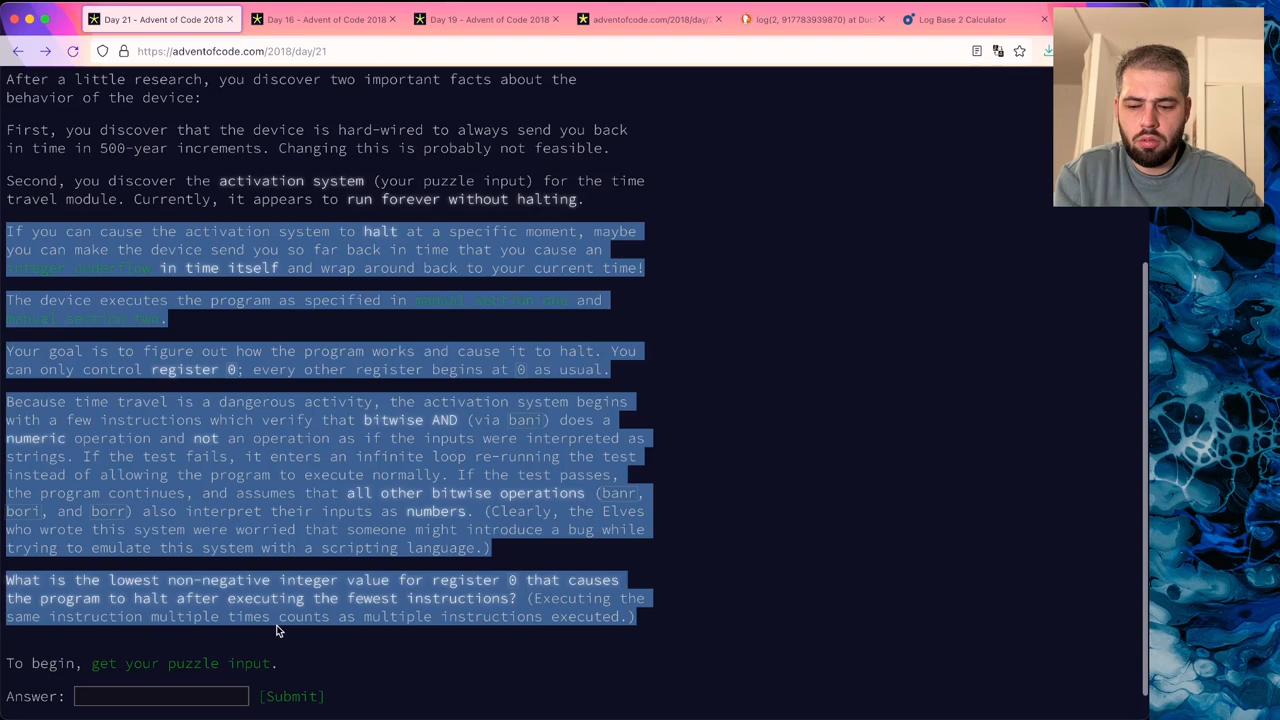 Day 21 - Advent of Code 2018
Day 16 - Advent of Code 2018
Day 19 - Advent of Code 2018
adventofcode.com/2018/day/
log(2, 917783939870) at Duc
Log Base 2 Calculator
https://adventofcode.com/2018/day/21
After a little research, you discover two important facts about the
behavior of the device:
First, you discover that the device is hard-wired to always send you back
in time in 500-year increments. Changing this is probably not feasible.
Second, you discover the activation system (your puzzle input) for the time
travel module. Currently, it appears to run forever without halting.
If you can cause the activation system to halt at a specific moment, maybe
you can make the device send you so far back in time that you cause an
integer underflow in time itself and wrap around back to your current time!
The device executes the program as specified in manual section one and
manual section two.
Your goal is to figure out how the program works and cause it to halt. You
can only control register 0; every other register begins at 0 as usual.
Because time travel is a dangerous activity, the activation system begins
with a few instructions which verify that bitwise AND (via bani) does a
numeric operation and not an operation as if the inputs were interpreted as
strings. If the test fails, it enters an infinite loop re-running the test
instead of allowing the program to execute normally. If the test passes,
the program continues, and assumes that all other bitwise operations (banr,
bori, and borr) also interpret their inputs as numbers. (Clearly, the Elves
who wrote this system were worried that someone might introduce a bug while
trying to emulate this system with a scripting language.)
What is the lowest non-negative integer value for register 0 that causes
the program to halt after executing the fewest instructions? (Executing the
same instruction multiple times counts as multiple instructions executed.)
To begin, get your puzzle input.
Answer: [Submit]